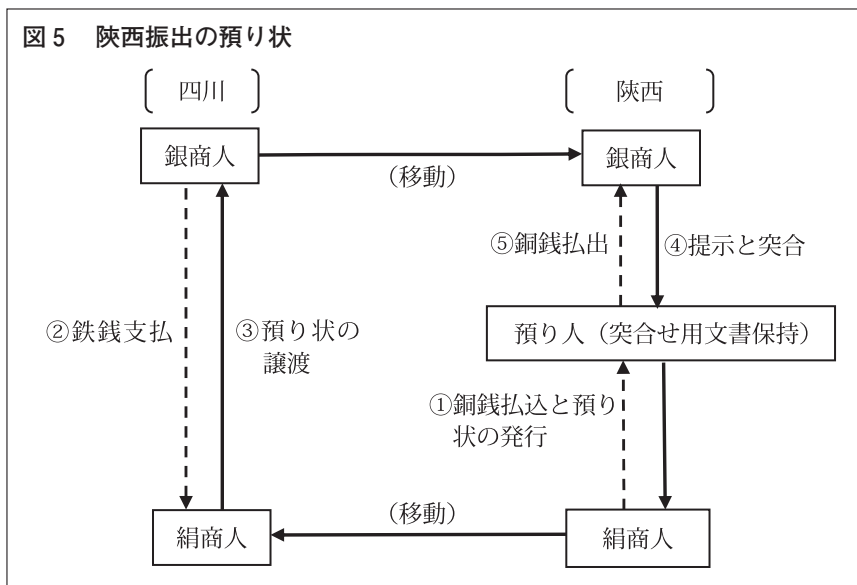 図5 陝西振出の預り状
四川
陝西
銀商人
(移動)
銀商人
⑤銅銭払出
④提示と突合
②鉄銭支払
③預り状の
譲渡
預り人(突合せ用文書保持)
①銅銭払込と預り
状の発行
絹商人
(移動)
絹商人